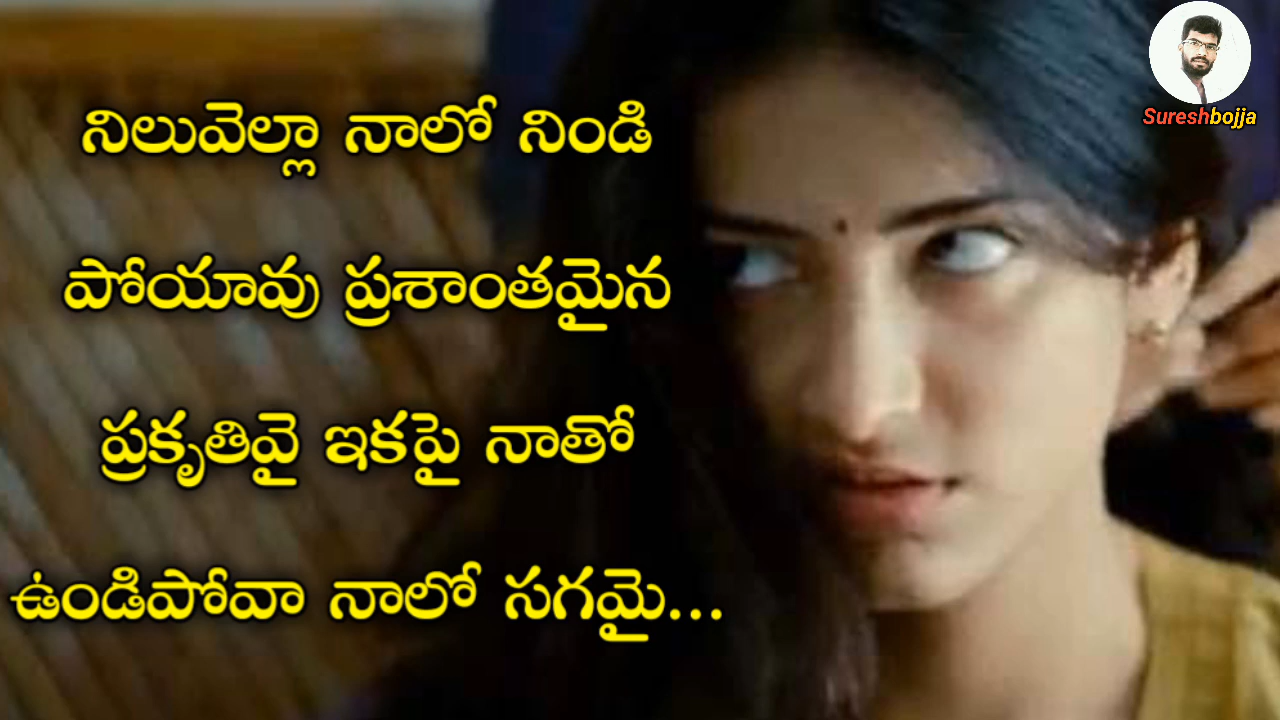 Sureshbojja
నిలువెల్లా నాలో నిండి
పోయావు ప్రశాంతమైన
ప్రకృతివై ఇకపై నాతో
ఉండిపోవా నాలో సగమై...